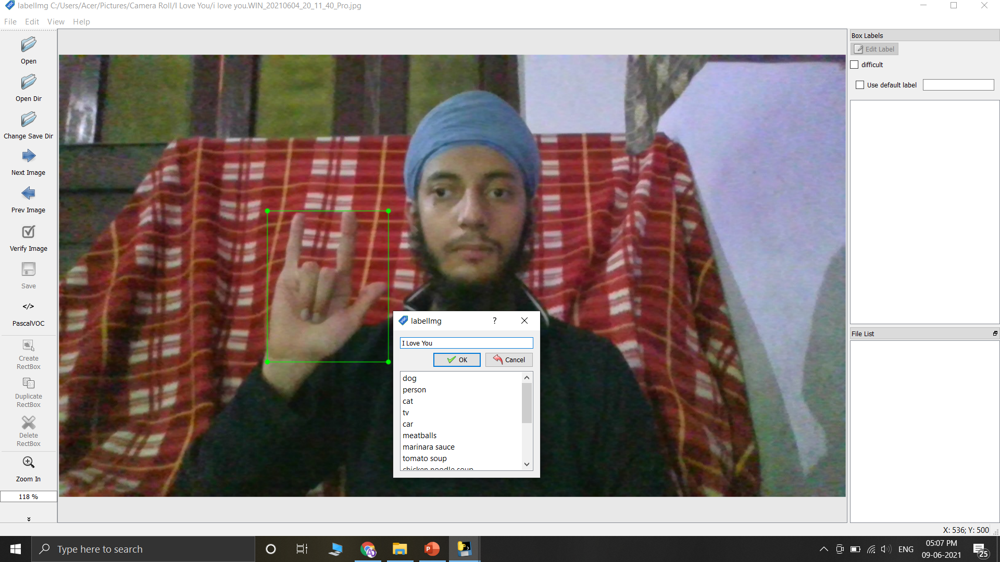 labelImg C:/Users/Acer/Pictures/Camera Roll/I Love You/i love you.WIN_20210604_20_11_40_Pro.jpg
File Edit View Help
Open
Open Dir
Change Save Dir
Next Image
Prev Image
Verify Image
Save
</>
PascalVOC
Create
RectBox
Duplicate
RectBox
Delete
RectBox
Zoom In
118 %
VOC labelImg ?
I Love You
OK Cancel
dog
person
cat
tv
car
meatballs
marinara sauce
tomato soup
chicken noodle soup
Box Labels
Edit Label
difficult
Use default label
File List
X: 536; Y: 500
Type here to search
P
ENG
05:07 PM
09-06-2021
25